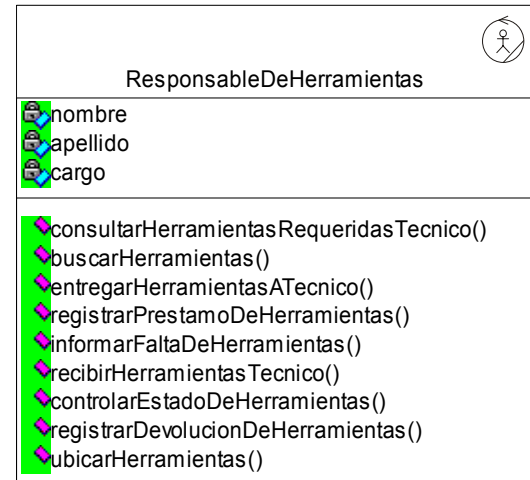 ResponsableDeHerramientas
nombre
apellido
cargo
consultarHerramientasRequeridasTecnico()
buscarHerramientas()
entregarHerramientasATecnico()
registrarPrestamoDeHerramientas()
informarFaltaDeHerramientas()
recibirHerramientasTecnico()
controlarEstadoDeHerramientas()
registrarDevolucionDeHerramientas()
ubicarHerramientas()